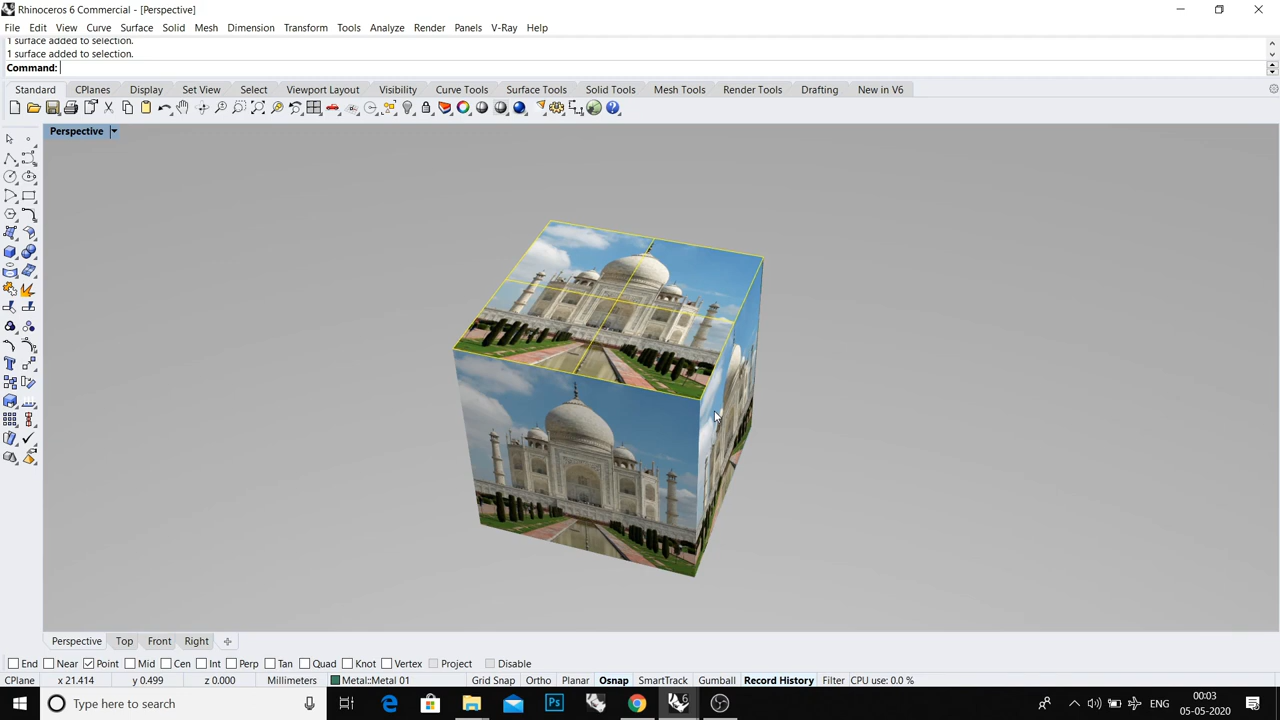 Rhinoceros 6 Commercial - [Perspective]
File Edit View Curve Surface Solid Mesh Dimension Transform Tools Analyze Render Panels V-Ray Help
1 surface added to selection.
1 surface added to selection.
Command:
Standard CPlanes Display Set View Select Viewport Layout Visibility Curve Tools Surface Tools Solid Tools Mesh Tools Render Tools Drafting New in V6
Perspective
Perspective Top Front Right
End Near Point Mid Cen Int Perp Tan Quad Knot Vertex Project Disable
CPlane x 21.414 y 0.499 z 0.000 Millimeters Metal::Metal 01 Grid Snap Ortho Planar Osnap SmartTrack Gumball Record History Filter CPU use: 0.0 %
Type here to search
00:03
05-05-2020